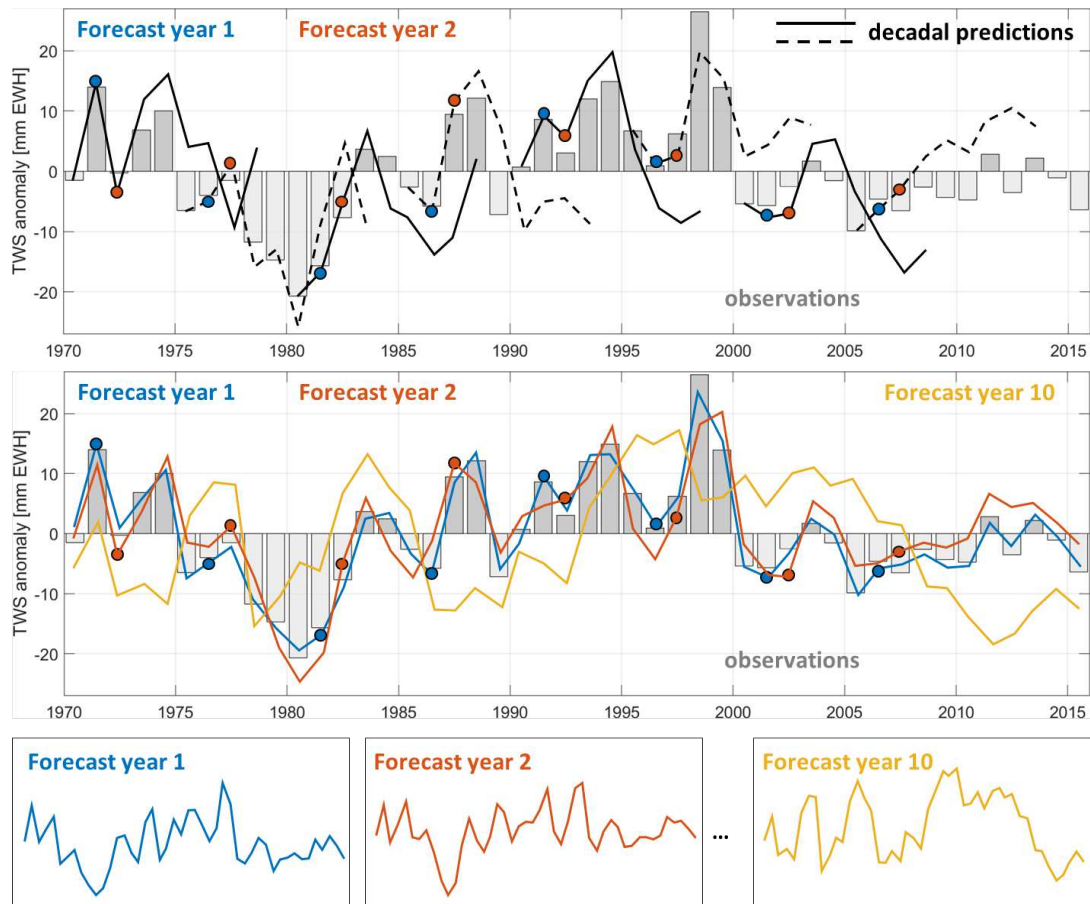 Forecast year 1 Forecast year 2 decadal predictions
TWS anomaly [mm EWH]
20
10
0
-10
-20
observations
1970 1975 1980 1985 1990 1995 2000 2005 2010 2015
Forecast year 1 Forecast year 2 Forecast year 10
TWS anomaly [mm EWH]
20
10
0
-10
-20
observations
1970 1975 1980 1985 1990 1995 2000 2005 2010 2015
Forecast year 1 Forecast year 2 ... Forecast year 10